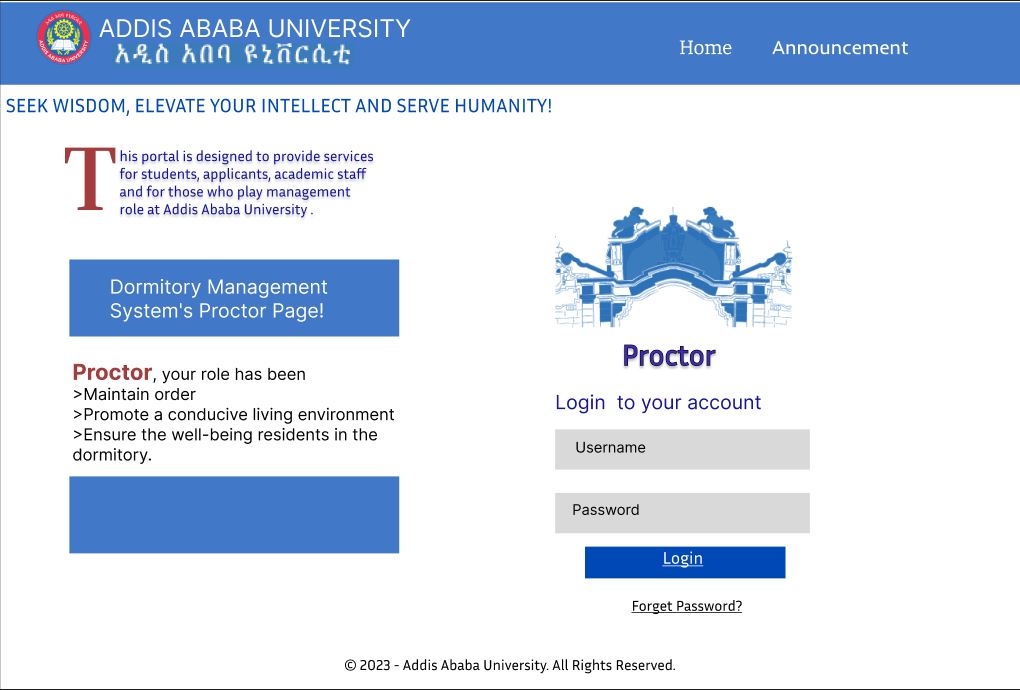 ADDIS ABABA UNIVERSITY
አዲስ አበባ ዩኒቨርሲቲ
Home
Announcement
SEEK WISDOM, ELEVATE YOUR INTELLECT AND SERVE HUMANITY!
This portal is designed to provide services
for students, applicants, academic staff
and for those who play management
role at Addis Ababa University .
Dormitory Management
System's Proctor Page!
Proctor, your role has been
>Maintain order
>Promote a conducive living environment
>Ensure the well-being residents in the
dormitory.
Proctor
Login to your account
Username
Password
Login
Forget Password?
© 2023 - Addis Ababa University. All Rights Reserved.